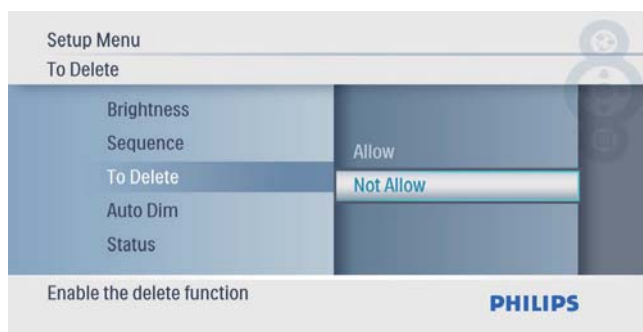 Setup Menu
To Delete
Brightness
Sequence
To Delete
Auto Dim
Status
Allow
Not Allow
Enable the delete function
PHILIPS